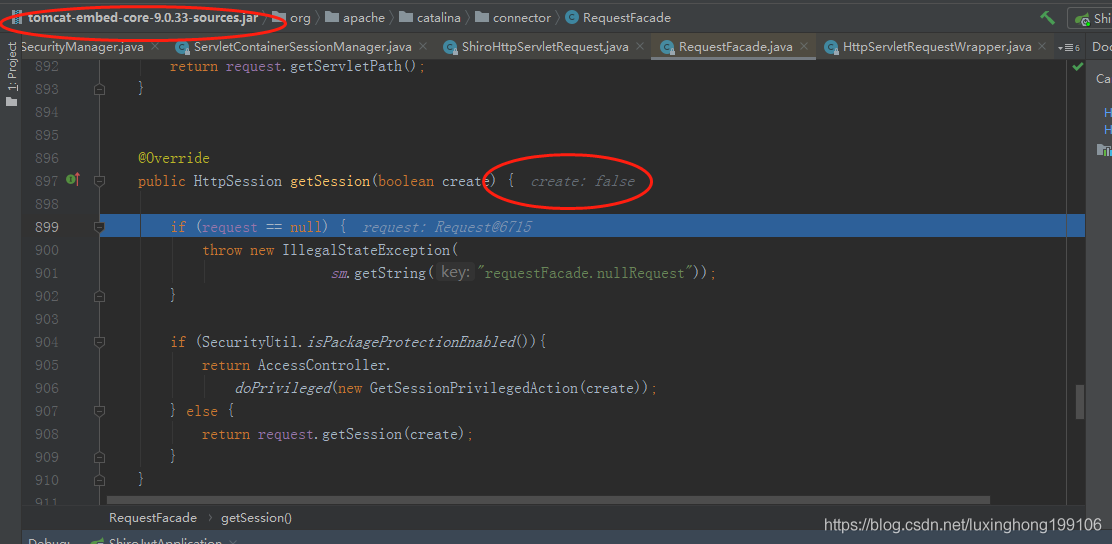 tomcat-embed-core-9.0.33-sources.jar org apache catalina connector RequestFacade Shi
SecurityManager.java ServletContainerSessionManager.java ShiroHttpServletRequest.java RequestFacade.java HttpServletRequestWrapper.java 6 Doc
1: Project
Ca
H
H
892 return request.getServletPath();
893 }
894
895
896 @Override
897 public HttpSession getSession(boolean create) { create: false
898
899 if (request == null) { request: Request@6715
900 throw new IllegalStateException(
901 sm.getString( key: "requestFacade.nullRequest"));
902 }
903
904 if (SecurityUtil.isPackageProtectionEnabled()){
905 return AccessController.
906 doPrivileged(new GetSessionPrivilegedAction(create));
907 } else {
908 return request.getSession(create);
909 }
910 }
911
RequestFacade › getSession()
https://blog.csdn.net/luxinghong199106
Debug: ShiroJwtApplication